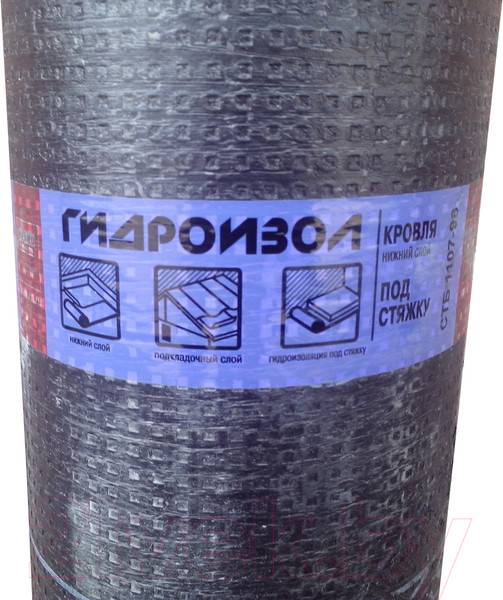 ГИДРОИЗОЛ
КРОВЛЯ
НИЖНИЙ СЛОЙ
ПОД
СТЯЖКУ
СТБ 1107-98
НИЖНИЙ СЛОЙ
ПОДКЛАДОЧНЫЙ СЛОЙ
ГИДРОИЗОЛЯЦИЯ ПОД СТЯЖКУ